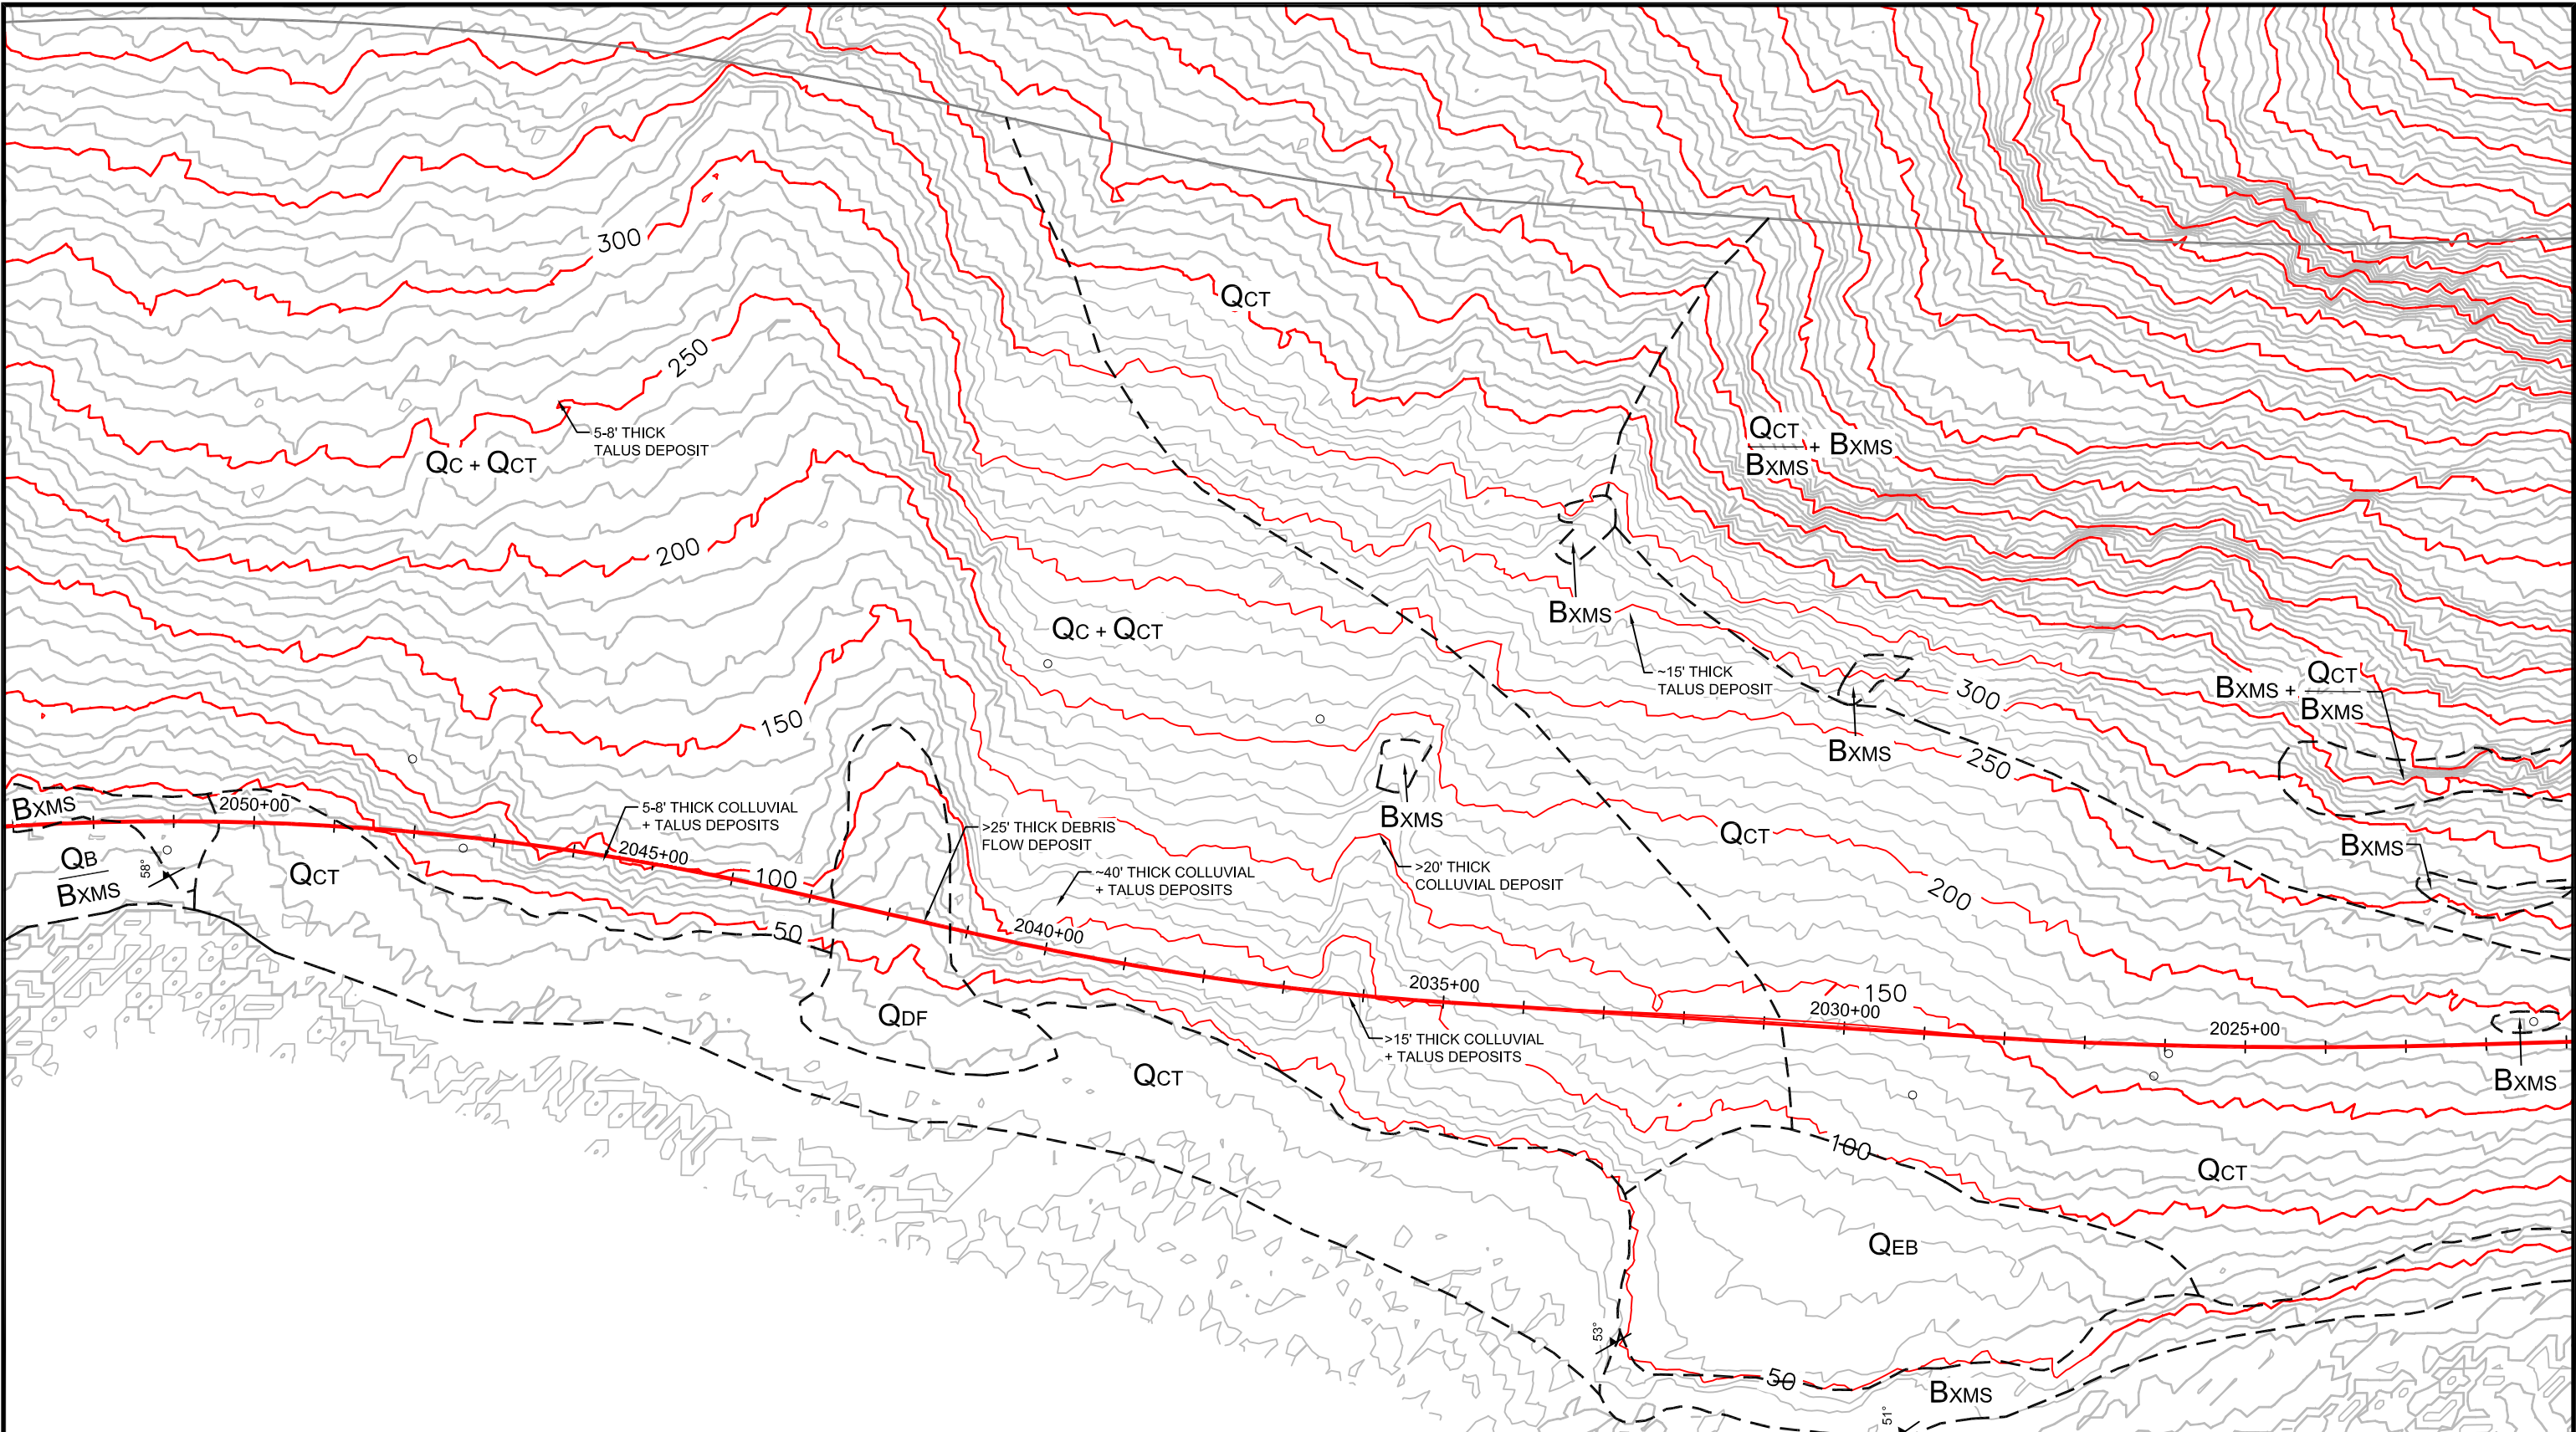 300
QCT
250
5-8' THICK
TALUS DEPOSIT
QC + QCT
QCT
BXMS
+ BXMS
200
BXMS
QC + QCT
~15' THICK
TALUS DEPOSIT
300
BXMS + QCT
BXMS
150
BXMS
250
BXMS
2050+00
5-8' THICK COLLUVIAL
+ TALUS DEPOSITS
BXMS
>25' THICK DEBRIS
FLOW DEPOSIT
QCT
BXMS
QB
BXMS
58°
QCT
2045+00
100
~40' THICK COLLUVIAL
+ TALUS DEPOSITS
>20' THICK
COLLUVIAL DEPOSIT
200
50
2040+00
2035+00
150
2030+00
2025+00
QDF
>15' THICK COLLUVIAL
+ TALUS DEPOSITS
QCT
BXMS
100
QCT
QEB
53°
50
BXMS
51°